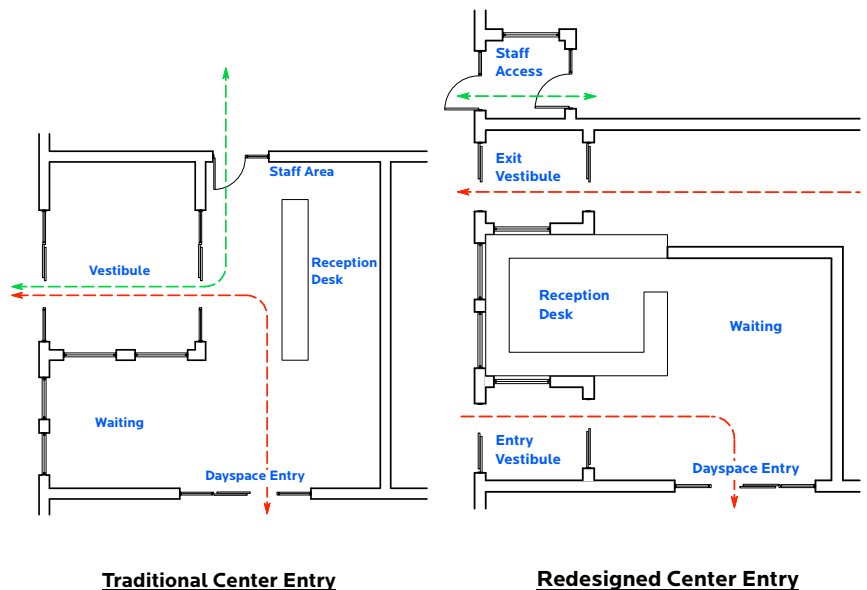 Staff Area
Vestibule
Reception
Desk
Waiting
Dayspace Entry
Traditional Center Entry
Staff
Access
Exit
Vestibule
Reception
Desk
Waiting
Entry
Vestibule
Dayspace Entry
Redesigned Center Entry